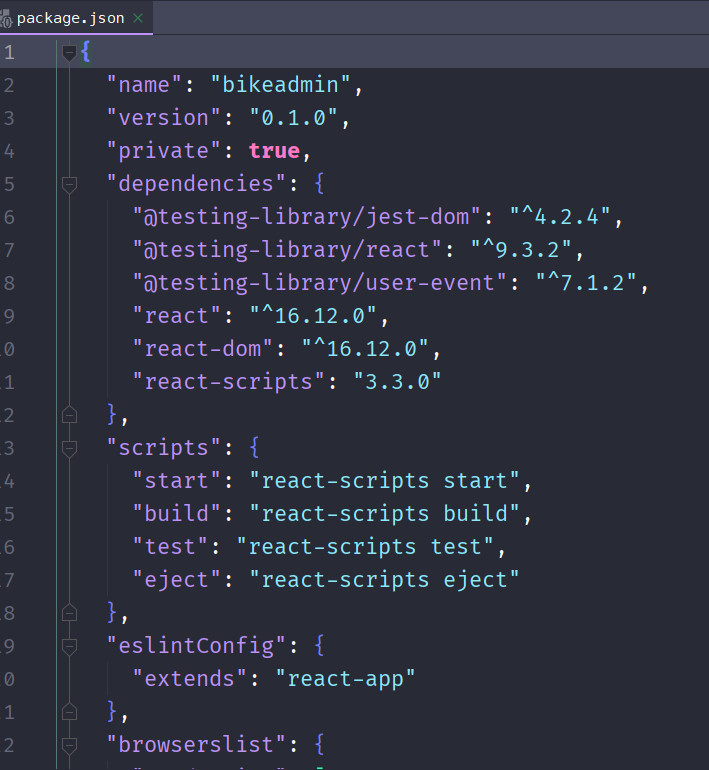 package.json
1 {
2 "name": "bikeadmin",
3 "version": "0.1.0",
4 "private": true,
5 "dependencies": {
6 "@testing-library/jest-dom": "^4.2.4",
7 "@testing-library/react": "^9.3.2",
8 "@testing-library/user-event": "^7.1.2",
9 "react": "^16.12.0",
0 "react-dom": "^16.12.0",
1 "react-scripts": "3.3.0"
2 },
3 "scripts": {
4 "start": "react-scripts start",
5 "build": "react-scripts build",
6 "test": "react-scripts test",
7 "eject": "react-scripts eject"
8 },
9 "eslintConfig": {
0 "extends": "react-app"
1 },
2 "browserslist": {